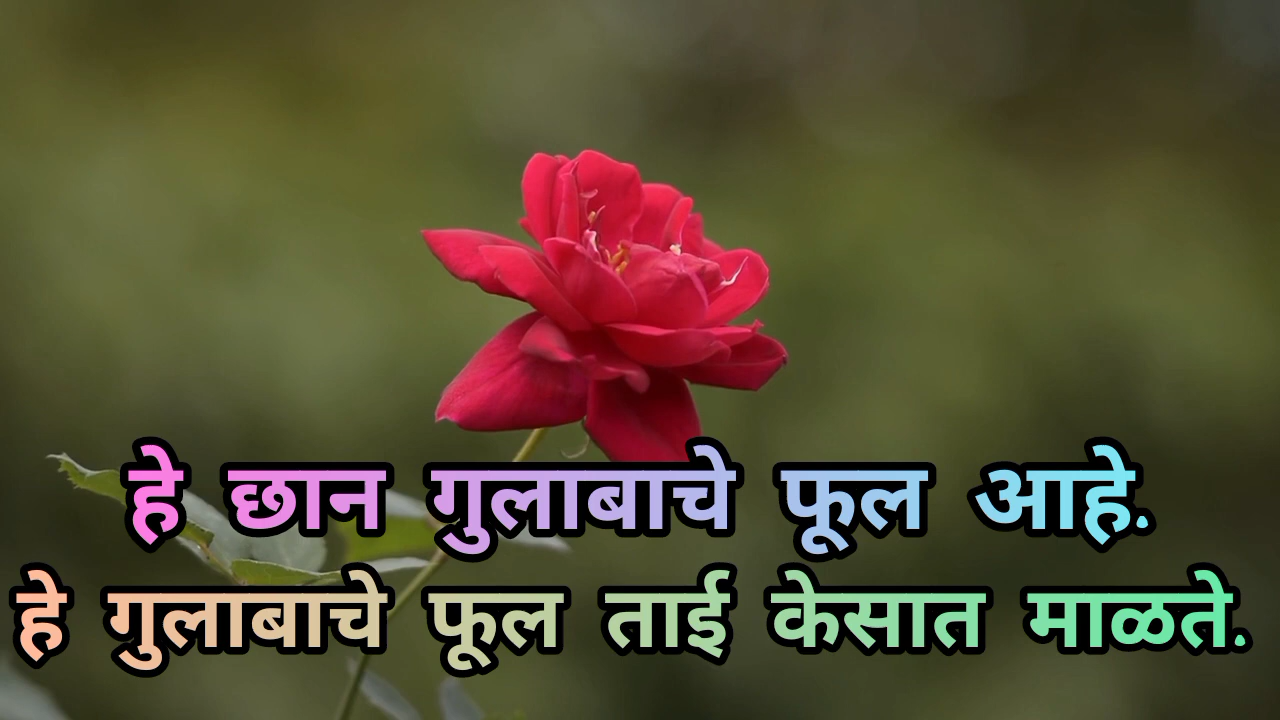 हे छान गुलाबाचे फूल आहे.
हे गुलाबाचे फूल ताई केसात माळते.